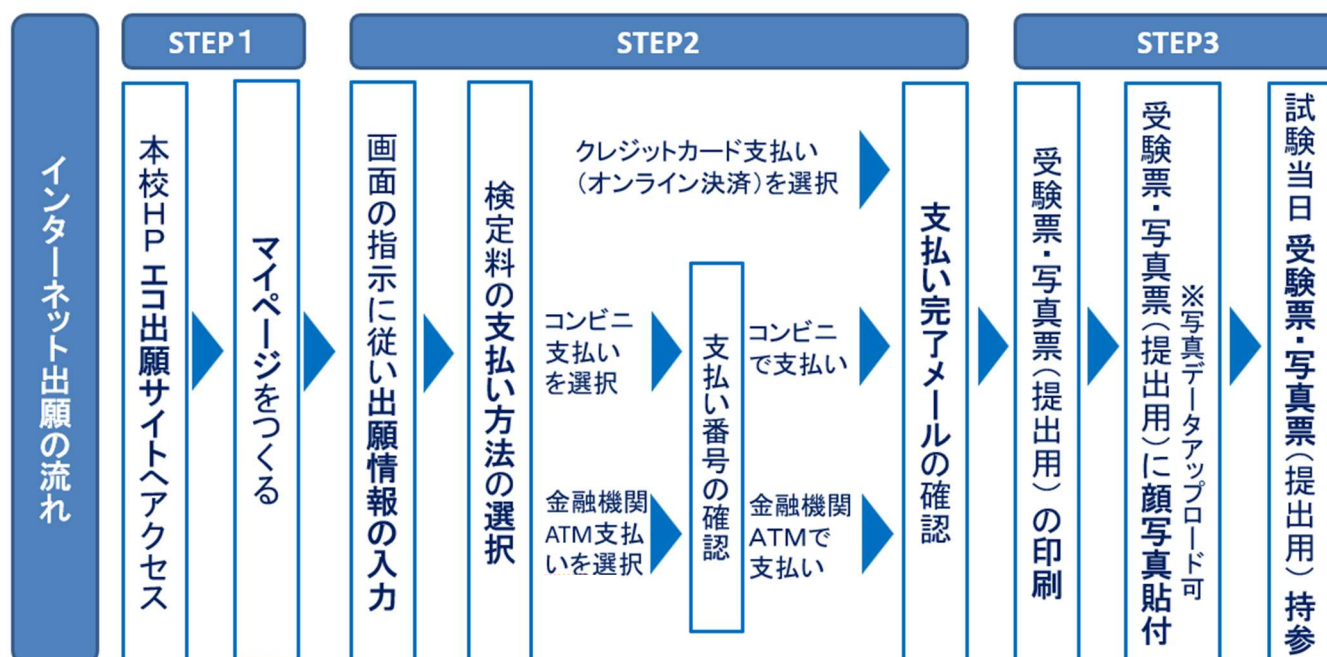 インターネット出願の流れ
STEP１
本校ＨＰ エコ出願サイトへアクセス
マイページをつくる
STEP2
画面の指示に従い出願情報の入力
検定料の支払い方法の選択
クレジットカード支払い
（オンライン決済）を選択
コンビニ
支払い
を選択
金融機関
ATM支払
いを選択
支払い番号の確認
コンビニ
で支払い
金融機関
ＡＴＭで
支払い
支払い完了メールの確認
STEP3
受験票・写真票（提出用）の印刷
受験票・写真票（提出用）に顔写真貼付
※写真データアップロード可
試験当日 受験票・写真票（提出用）持参